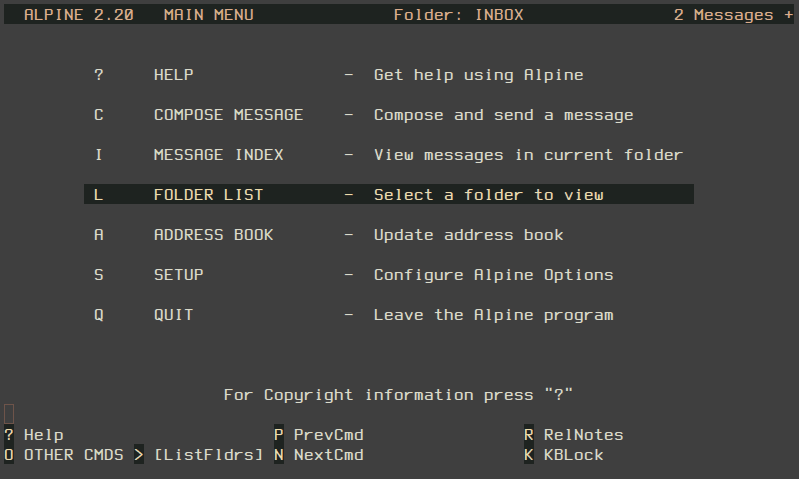 ALPINE 2.20 MAIN MENU Folder: INBOX 2 Messages +
? HELP - Get help using Alpine
C COMPOSE MESSAGE - Compose and send a message
I MESSAGE INDEX - View messages in current folder
L FOLDER LIST - Select a folder to view
A ADDRESS BOOK - Update address book
S SETUP - Configure Alpine Options
Q QUIT - Leave the Alpine program
For Copyright information press "?"
? Help P PrevCmd R RelNotes
O OTHER CMDS > [ListFldrs] N NextCmd K KBLock